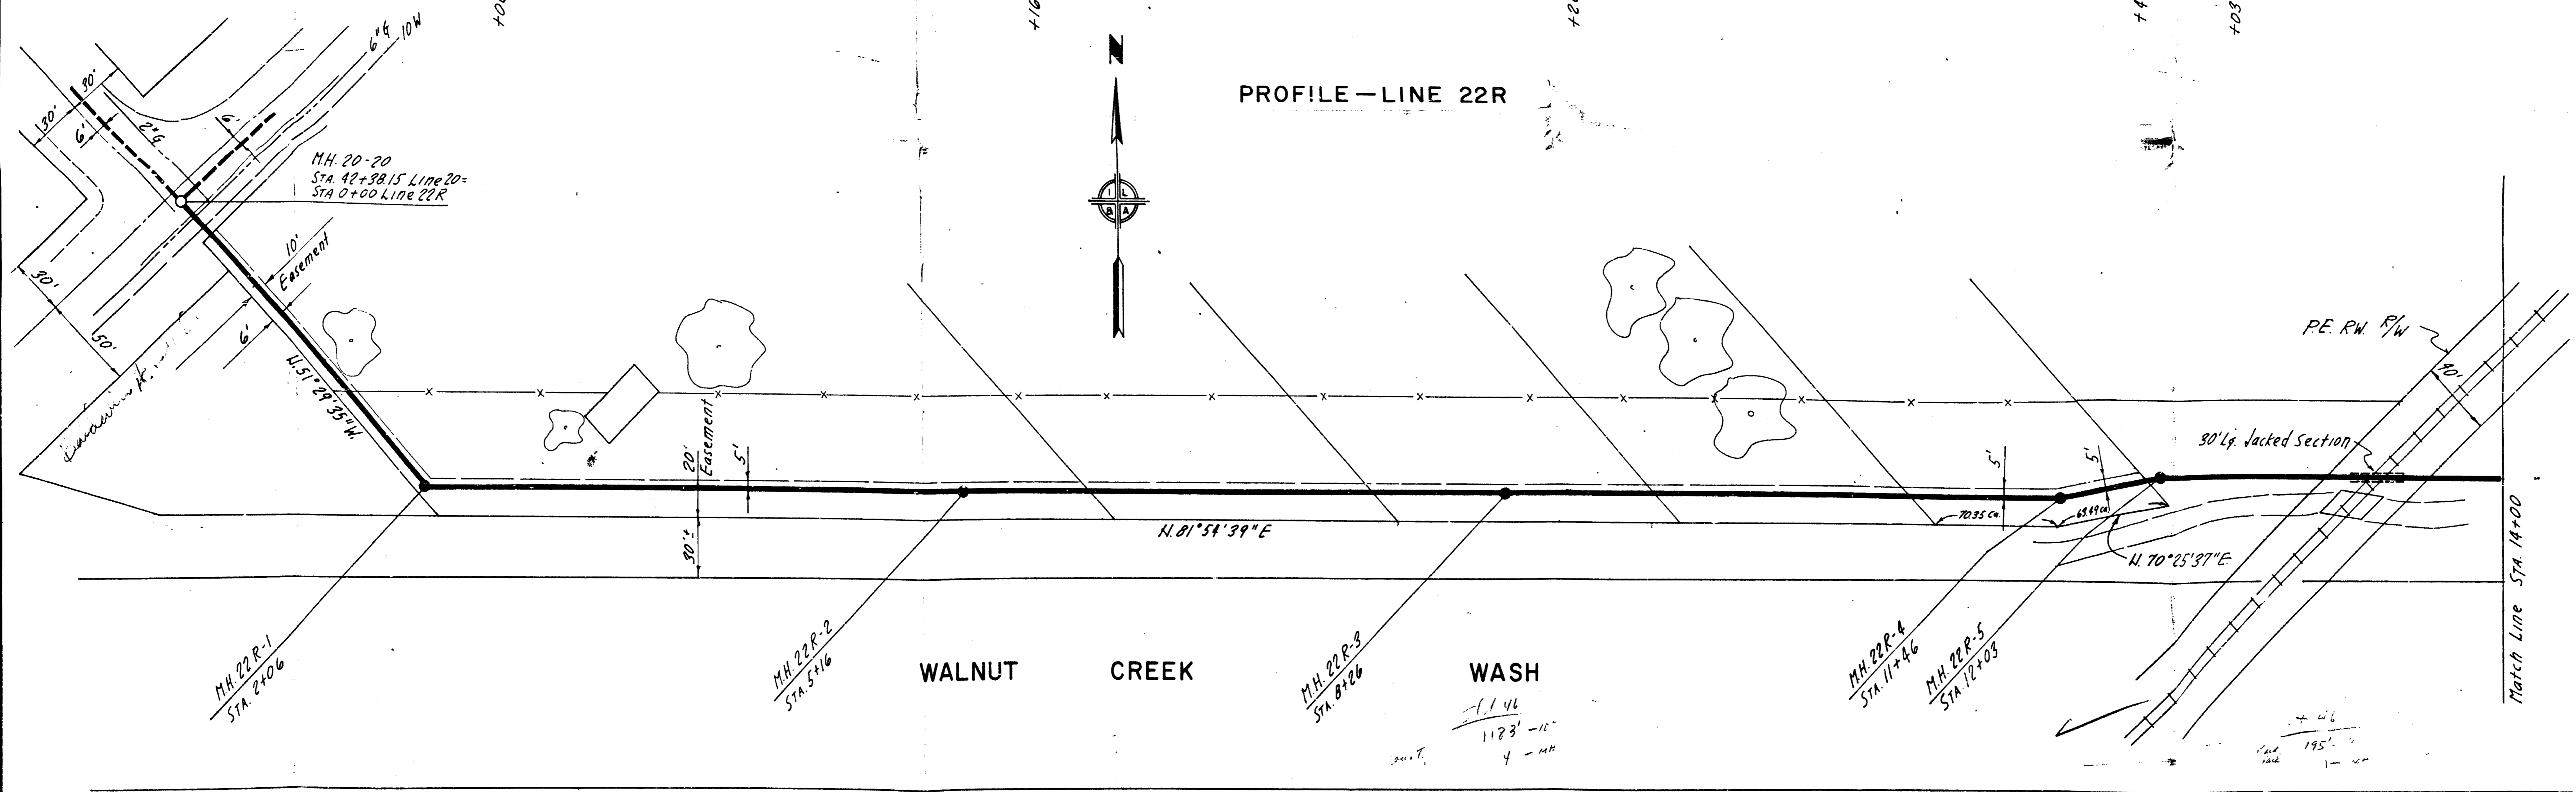 +16
+03
6"G
10W
N
PROFILE—LINE 22R
30'
30'
6'
2"G
6'
M.H. 20-20
STA. 42+38.15 Line 20=
STA 0+00 Line 22R
I L
B A
10'
Easement
30'
50'
6'
N.51°29'35"W.
P.E. RW. R/W
40'
20'
Easement
5'
30' Lg. Jacked Section
5'
5'
70.35 Ca.
63.49 Ca.
30'±
N.81°54'39"E
N.70°25'37"E
Match Line STA. 14+00
M.H. 22R-1
STA. 2+06
M.H. 22R-2
STA. 5+16
M.H. 22R-3
STA. 8+26
M.H. 22R-4
STA. 11+46
M.H. 22R-5
STA. 12+03
WALNUT CREEK WASH
1183'
4 - MH
195'